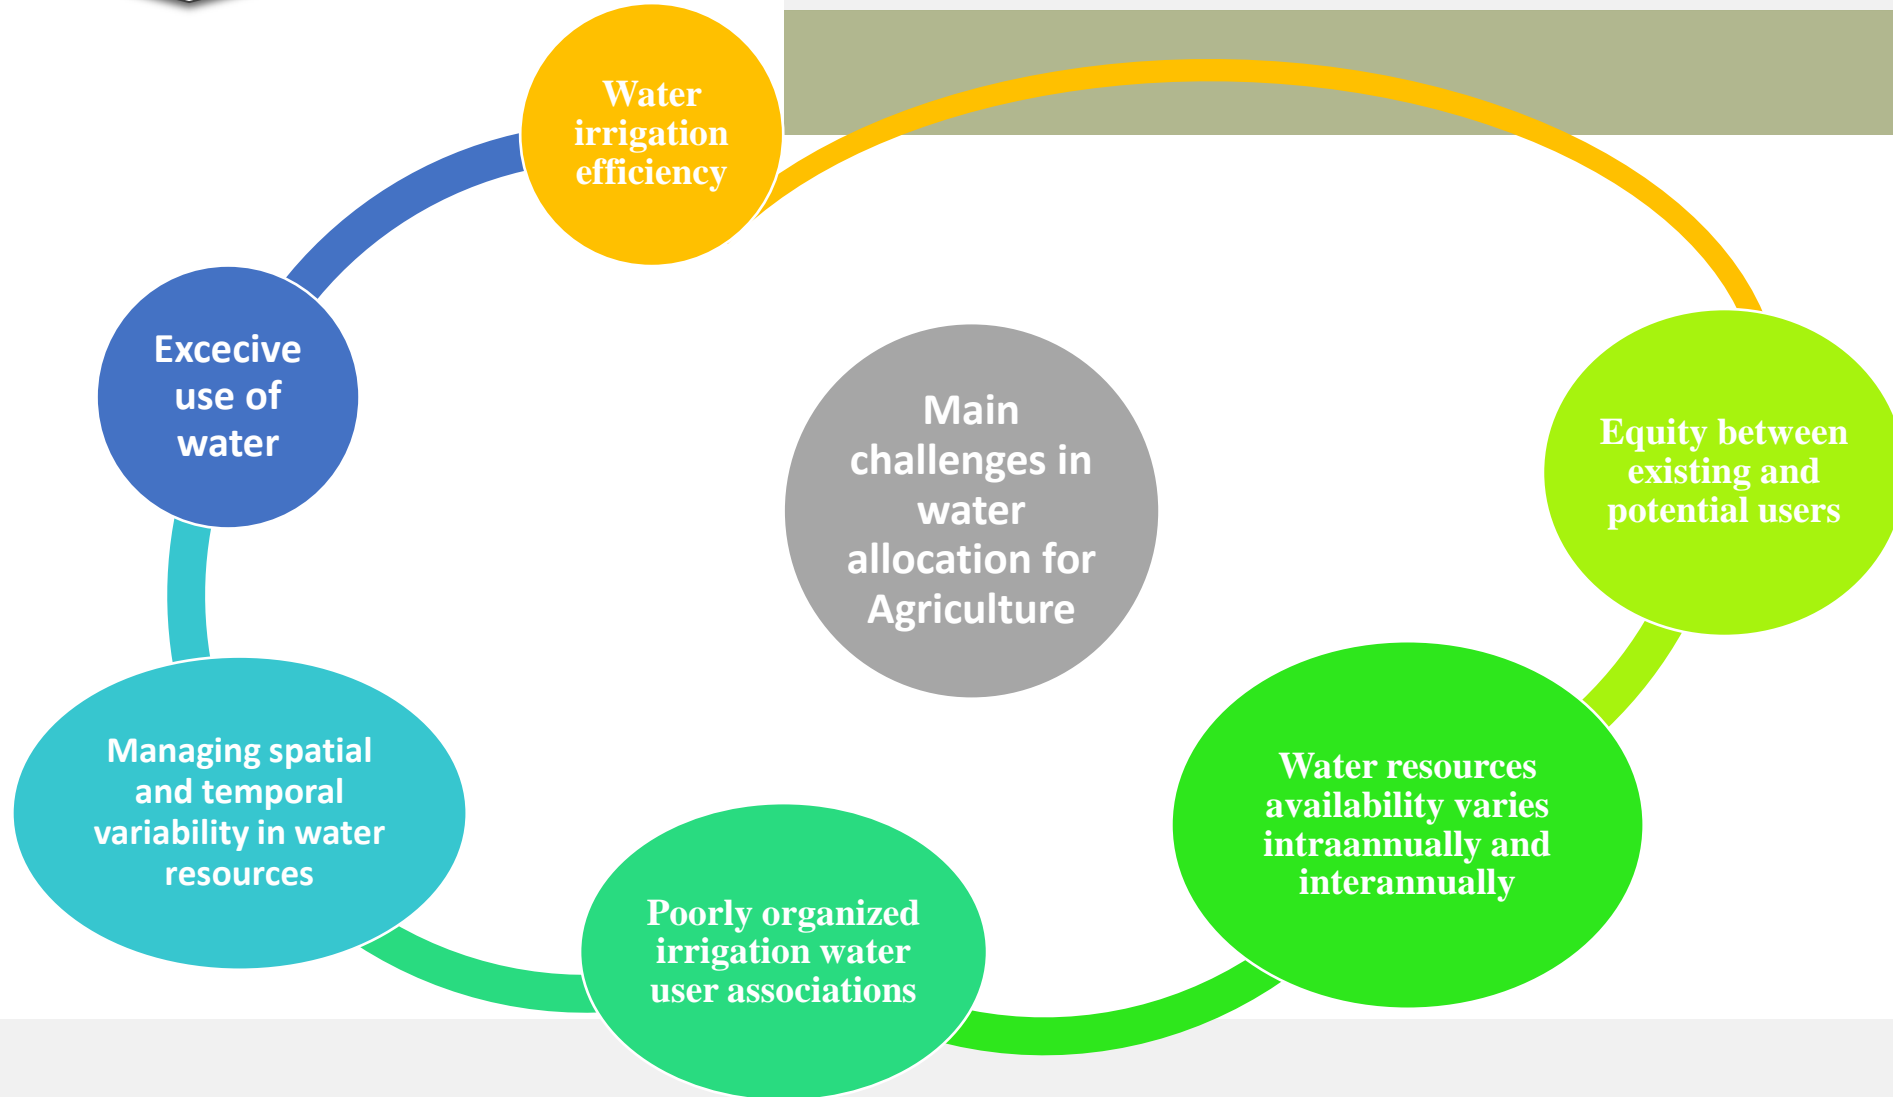 Water
irrigation
efficiency
Equity between
existing and
potential users
Water resources
availability varies
intraannually and
interannually
Poorly organized
irrigation water
user associations
Managing spatial
and temporal
variability in water
resources
Excecive
use of
water
Main
challenges in
water
allocation for
Agriculture